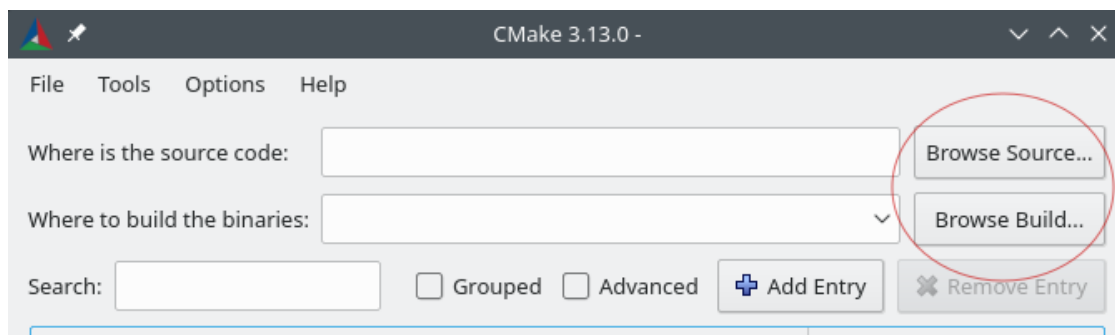 CMake 3.13.0 -
File Tools Options Help
Where is the source code: Browse Source...
Where to build the binaries: Browse Build...
Search: Grouped Advanced Add Entry Remove Entry